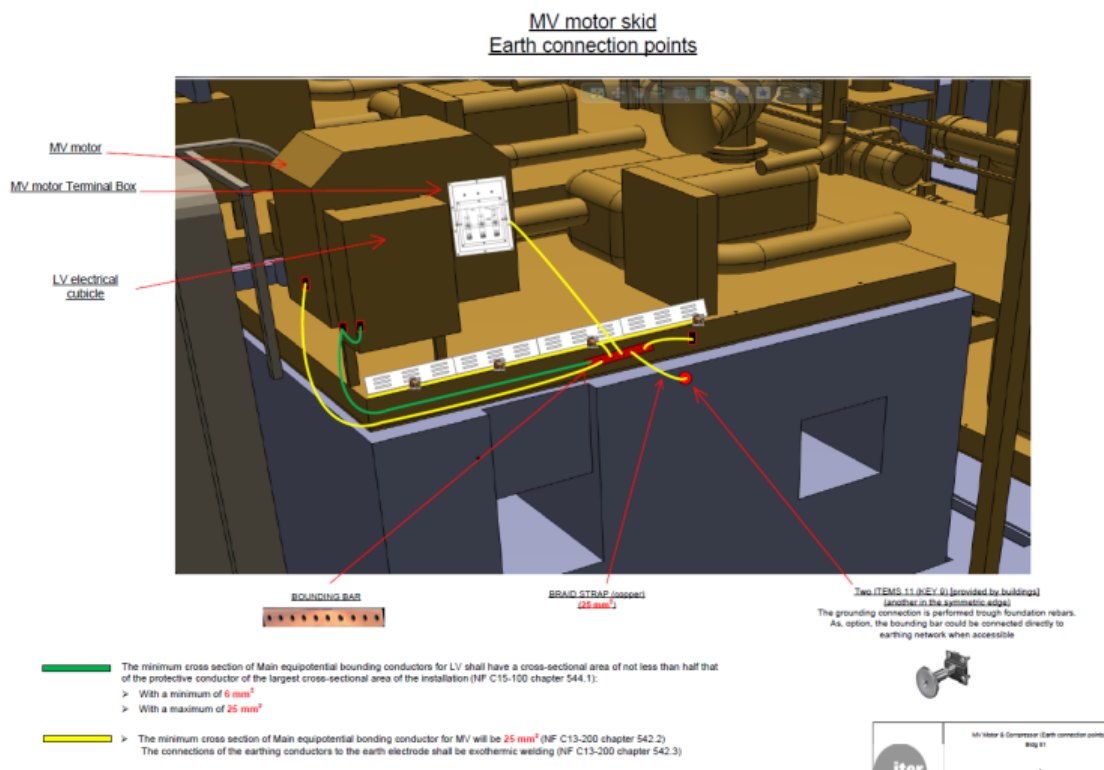 MV motor skid
Earth connection points
MV motor
MV motor Terminal Box
LV electrical
cubicle
BOUNDING BAR
BRAID STRAP (copper)
(25 mm²)
Two ITEMS 11 (KEY 9) [provided by buildings]
(another in the symmetric edge)
The grounding connection is performed trough foundation rebars.
As, option, the bounding bar could be connected directly to
earthing network when accessible
The minimum cross section of Main equipotential bounding conductors for LV shall have a cross-sectional area of not less than half that
of the protective conductor of the largest cross-sectional area of the installation (NF C15-100 chapter 544.1):
➢ With a minimum of 6 mm²
➢ With a maximum of 25 mm²
➢ The minimum cross section of Main equipotential bonding conductor for MV will be 25 mm² (NF C13-200 chapter 542.2)
The connections of the earthing conductors to the earth electrode shall be exothermic welding (NF C13-200 chapter 542.3)
MV Motor & Compressor (Earth connection points)
Bldg 51
iter